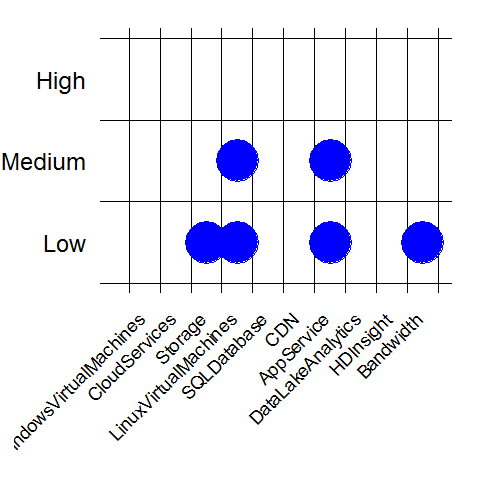 High
Medium
Low
ndowsVirtualMachines
CloudServices
Storage
LinuxVirtualMachines
SQLDatabase
CDN
AppService
DataLakeAnalytics
HDInsight
Bandwidth